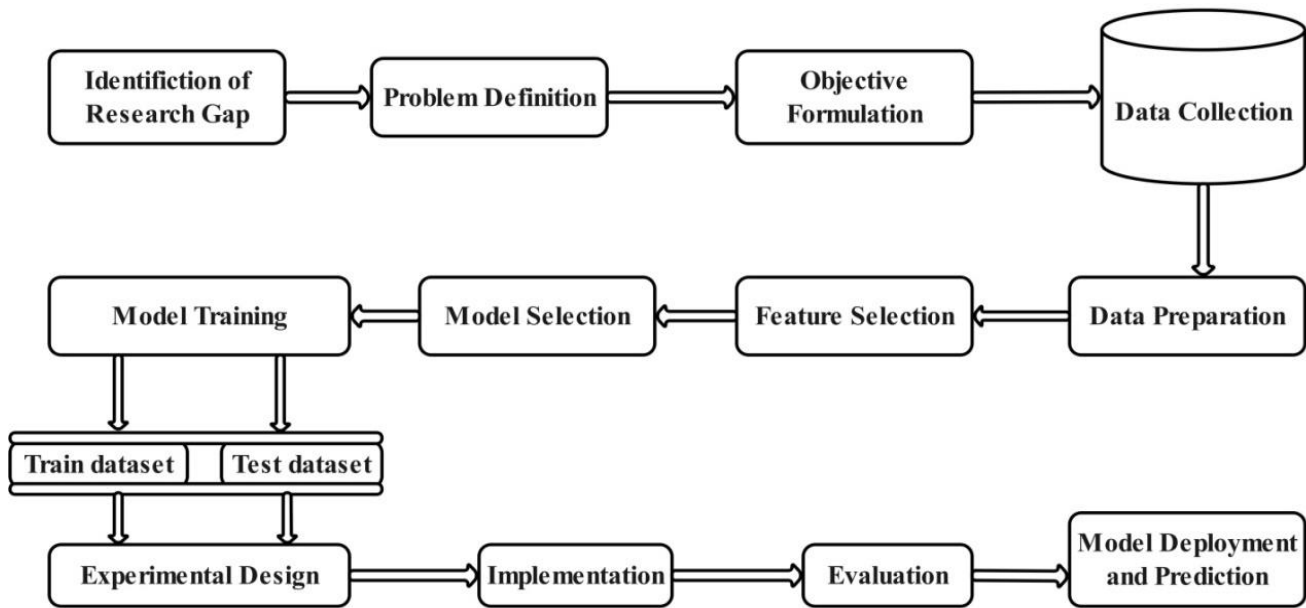 Identifiction of
Research Gap
Problem Definition
Objective
Formulation
Data Collection
Model Training
Model Selection
Feature Selection
Data Preparation
Train dataset
Test dataset
Experimental Design
Implementation
Evaluation
Model Deployment
and Prediction